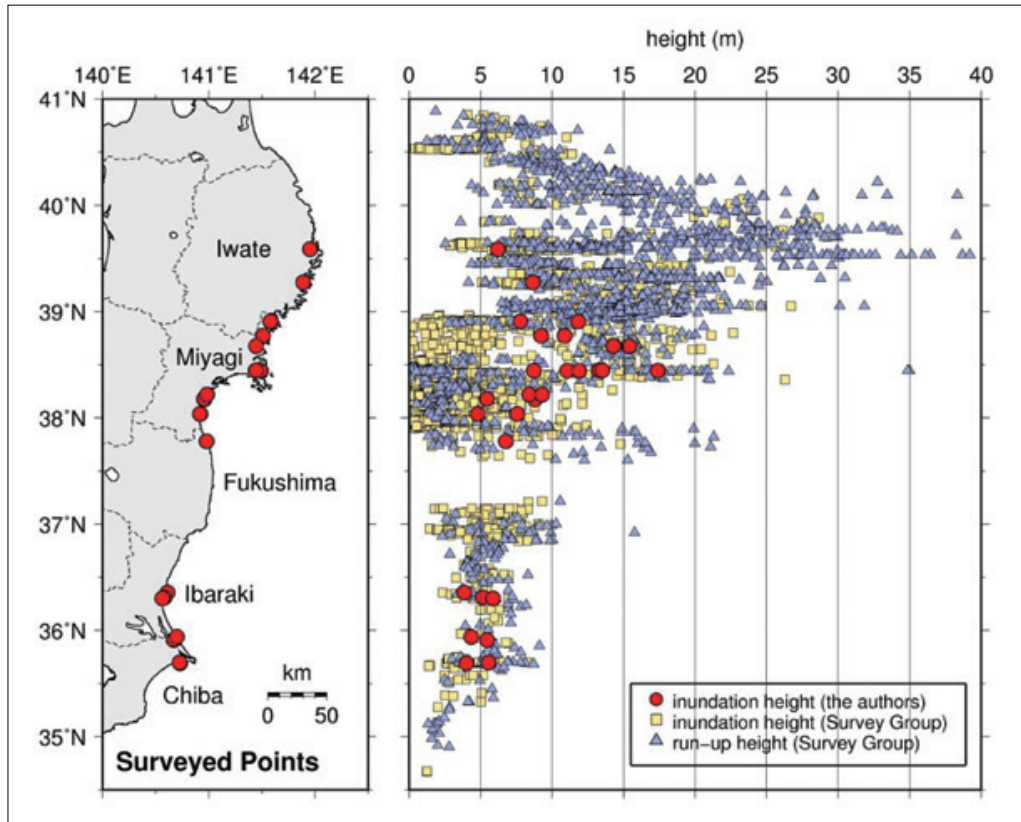 height (m)
140°E 141°E 142°E
0 5 10 15 20 25 30 35 40
41°N
40°N
39°N
38°N
37°N
36°N
35°N
Iwate
Miyagi
Fukushima
Ibaraki
Chiba
km
0 50
Surveyed Points
inundation height (the authors)
inundation height (Survey Group)
run-up height (Survey Group)